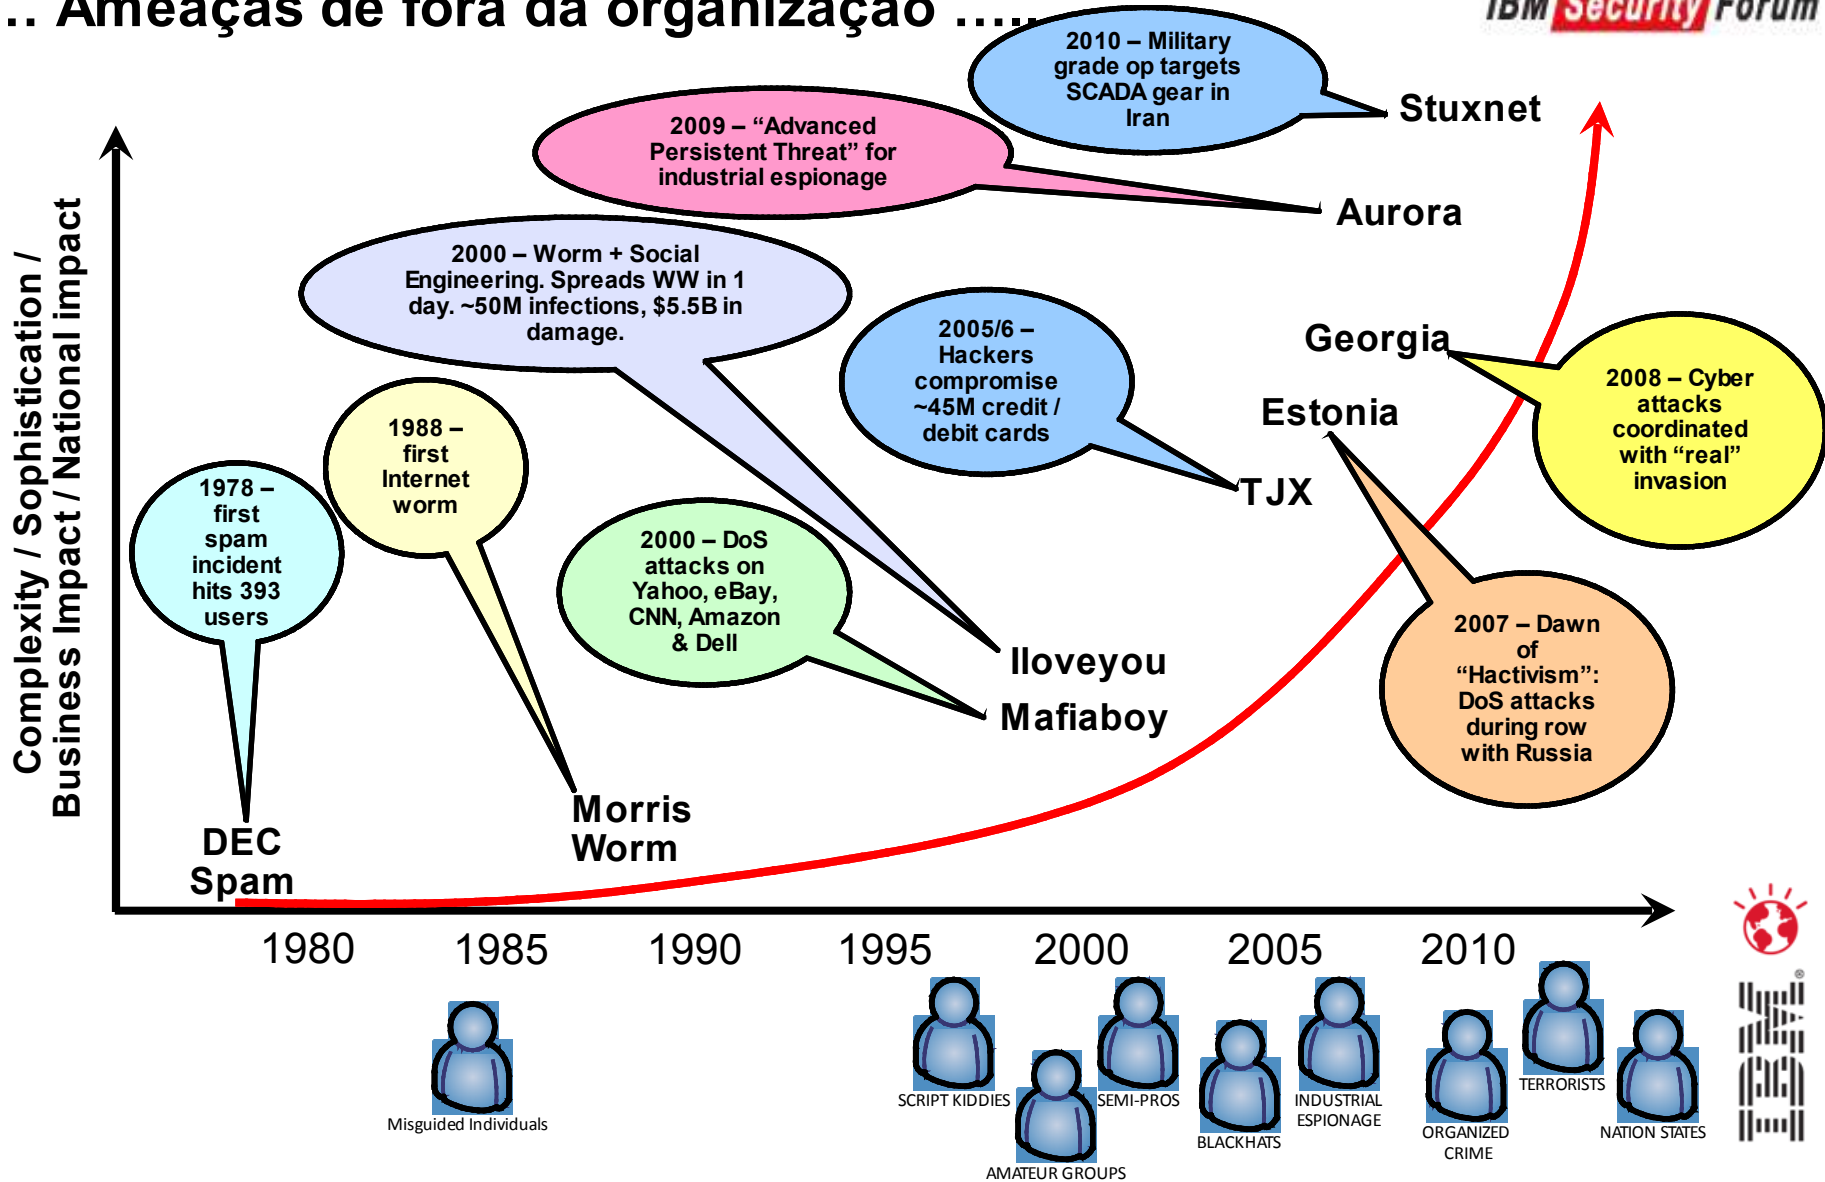 … Ameaças de fora da organização …..
IBM Security Forum
2010 – Military
grade op targets
SCADA gear in
Iran
Stuxnet
2009 – “Advanced
Persistent Threat” for
industrial espionage
Aurora
2000 – Worm + Social
Engineering. Spreads WW in 1
day. ~50M infections, $5.5B in
damage.
2005/6 –
Hackers
compromise
~45M credit /
debit cards
Georgia
2008 – Cyber
attacks
coordinated
with “real”
invasion
Estonia
TJX
1988 –
first
Internet
worm
1978 –
first
spam
incident
hits 393
users
2000 – DoS
attacks on
Yahoo, eBay,
CNN, Amazon
& Dell
2007 – Dawn
of
“Hactivism”:
DoS attacks
during row
with Russia
Iloveyou
Mafiaboy
Morris
Worm
DEC
Spam
Complexity / Sophistication /
Business Impact / National impact
1980 1985 1990 1995 2000 2005 2010
Misguided Individuals
SCRIPT KIDDIES
AMATEUR GROUPS
SEMI-PROS
BLACKHATS
INDUSTRIAL
ESPIONAGE
ORGANIZED
CRIME
TERRORISTS
NATION STATES
IBM®